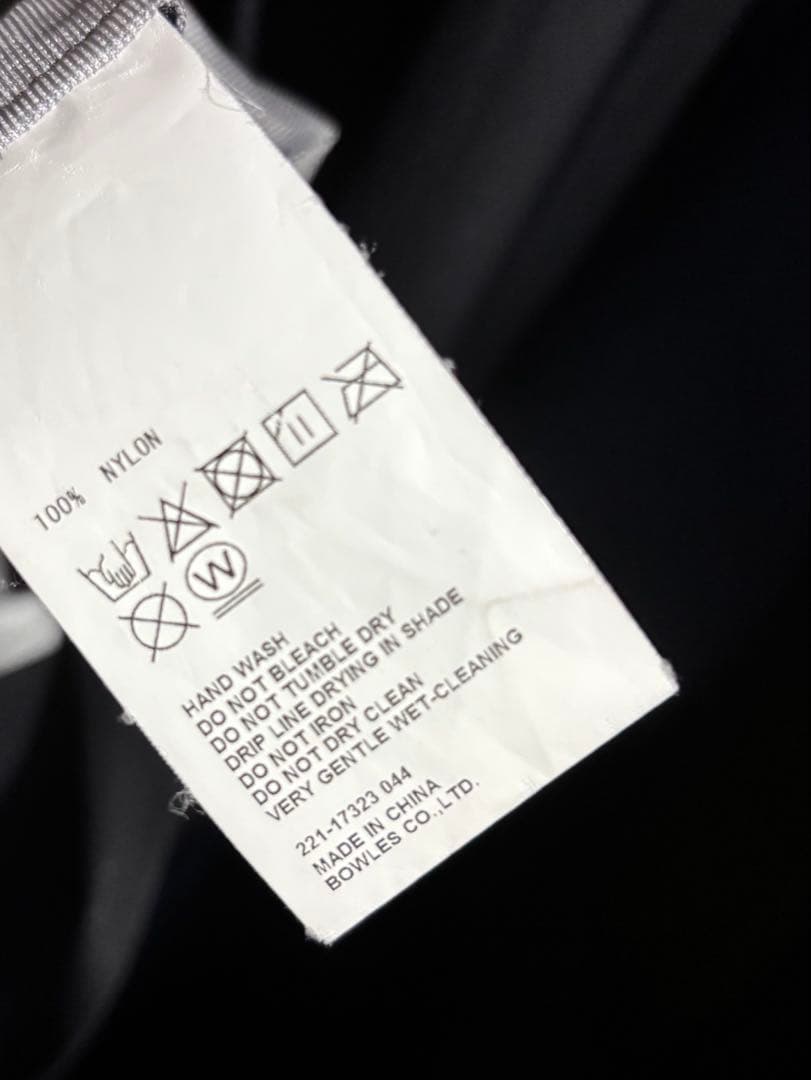 100% NYLON
W
HAND WASH
DO NOT BLEACH
DO NOT TUMBLE DRY
DRIP LINE DRYING IN SHADE
DO NOT IRON
DO NOT DRY CLEAN
VERY GENTLE WET-CLEANING
221-17323 044
MADE IN CHINA
BOWLES CO.,LTD.